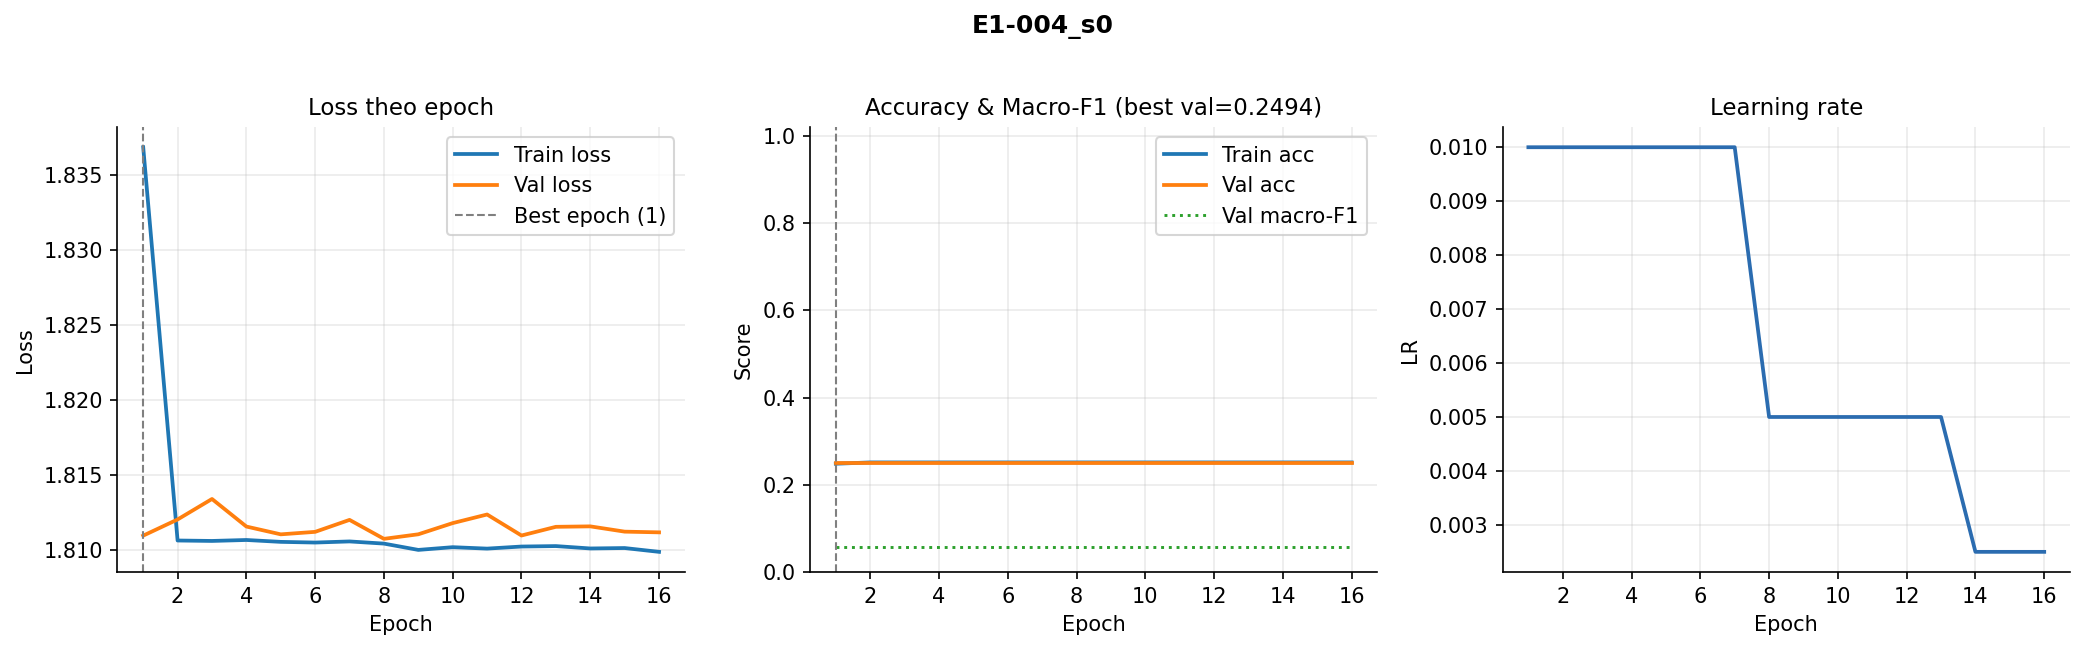 E1-004_s0
Loss theo epoch
Train loss
Val loss
Best epoch (1)
1.835
1.830
1.825
1.820
1.815
1.810
Loss
2 4 6 8 10 12 14 16
Epoch
Accuracy & Macro-F1 (best val=0.2494)
Train acc
Val acc
Val macro-F1
1.0
0.8
0.6
0.4
0.2
0.0
Score
2 4 6 8 10 12 14 16
Epoch
Learning rate
0.010
0.009
0.008
0.007
0.006
0.005
0.004
0.003
LR
2 4 6 8 10 12 14 16
Epoch